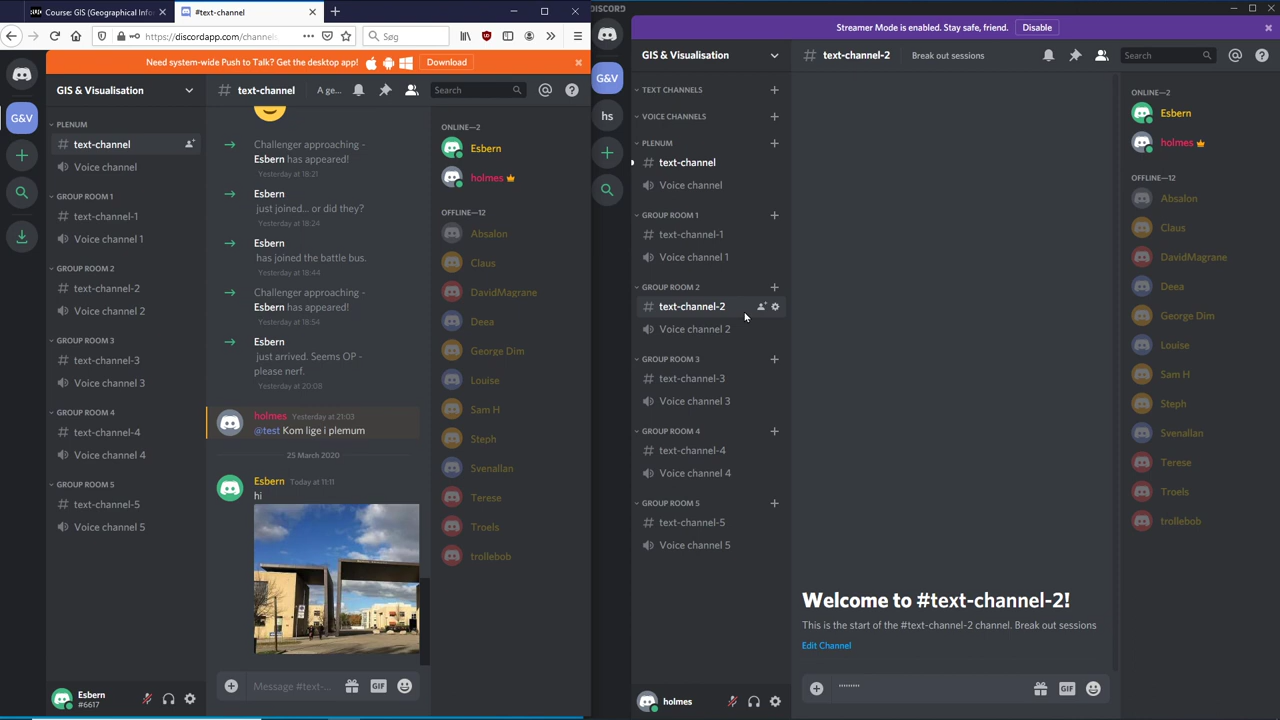 Course: GIS (Geographical Info
#text-channel
https://discordapp.com/channels
Søg
Need system-wide Push to Talk? Get the desktop app!
Download
GIS & Visualisation
# text-channel
A ge...
Search
G&V
PLENUM
# text-channel
Voice channel
GROUP ROOM 1
# text-channel-1
Voice channel 1
GROUP ROOM 2
# text-channel-2
Voice channel 2
GROUP ROOM 3
# text-channel-3
Voice channel 3
GROUP ROOM 4
# text-channel-4
Voice channel 4
GROUP ROOM 5
# text-channel-5
Voice channel 5
Esbern
#6617
Challenger approaching -
Esbern has appeared!
Yesterday at 18:21
Esbern
just joined... or did they?
Yesterday at 18:24
Esbern
has joined the battle bus.
Yesterday at 18:44
Challenger approaching -
Esbern has appeared!
Yesterday at 18:54
Esbern
just arrived. Seems OP -
please nerf.
Yesterday at 20:08
holmes Yesterday at 21:03
@test Kom lige i plemum
25 March 2020
Esbern Today at 11:11
hi
Message #text-...
GIF
ONLINE—2
Esbern
holmes
OFFLINE—12
Absalon
Claus
DavidMagrane
Deea
George Dim
Louise
Sam H
Steph
Svenallan
Terese
Troels
trollebob
DISCORD
Streamer Mode is enabled. Stay safe, friend.
Disable
GIS & Visualisation
# text-channel-2
Break out sessions
Search
G&V
hs
TEXT CHANNELS
VOICE CHANNELS
PLENUM
# text-channel
Voice channel
GROUP ROOM 1
# text-channel-1
Voice channel 1
GROUP ROOM 2
# text-channel-2
Voice channel 2
GROUP ROOM 3
# text-channel-3
Voice channel 3
GROUP ROOM 4
# text-channel-4
Voice channel 4
GROUP ROOM 5
# text-channel-5
Voice channel 5
holmes
Welcome to #text-channel-2!
This is the start of the #text-channel-2 channel. Break out sessions
Edit Channel
GIF
ONLINE—2
Esbern
holmes
OFFLINE—12
Absalon
Claus
DavidMagrane
Deea
George Dim
Louise
Sam H
Steph
Svenallan
Terese
Troels
trollebob